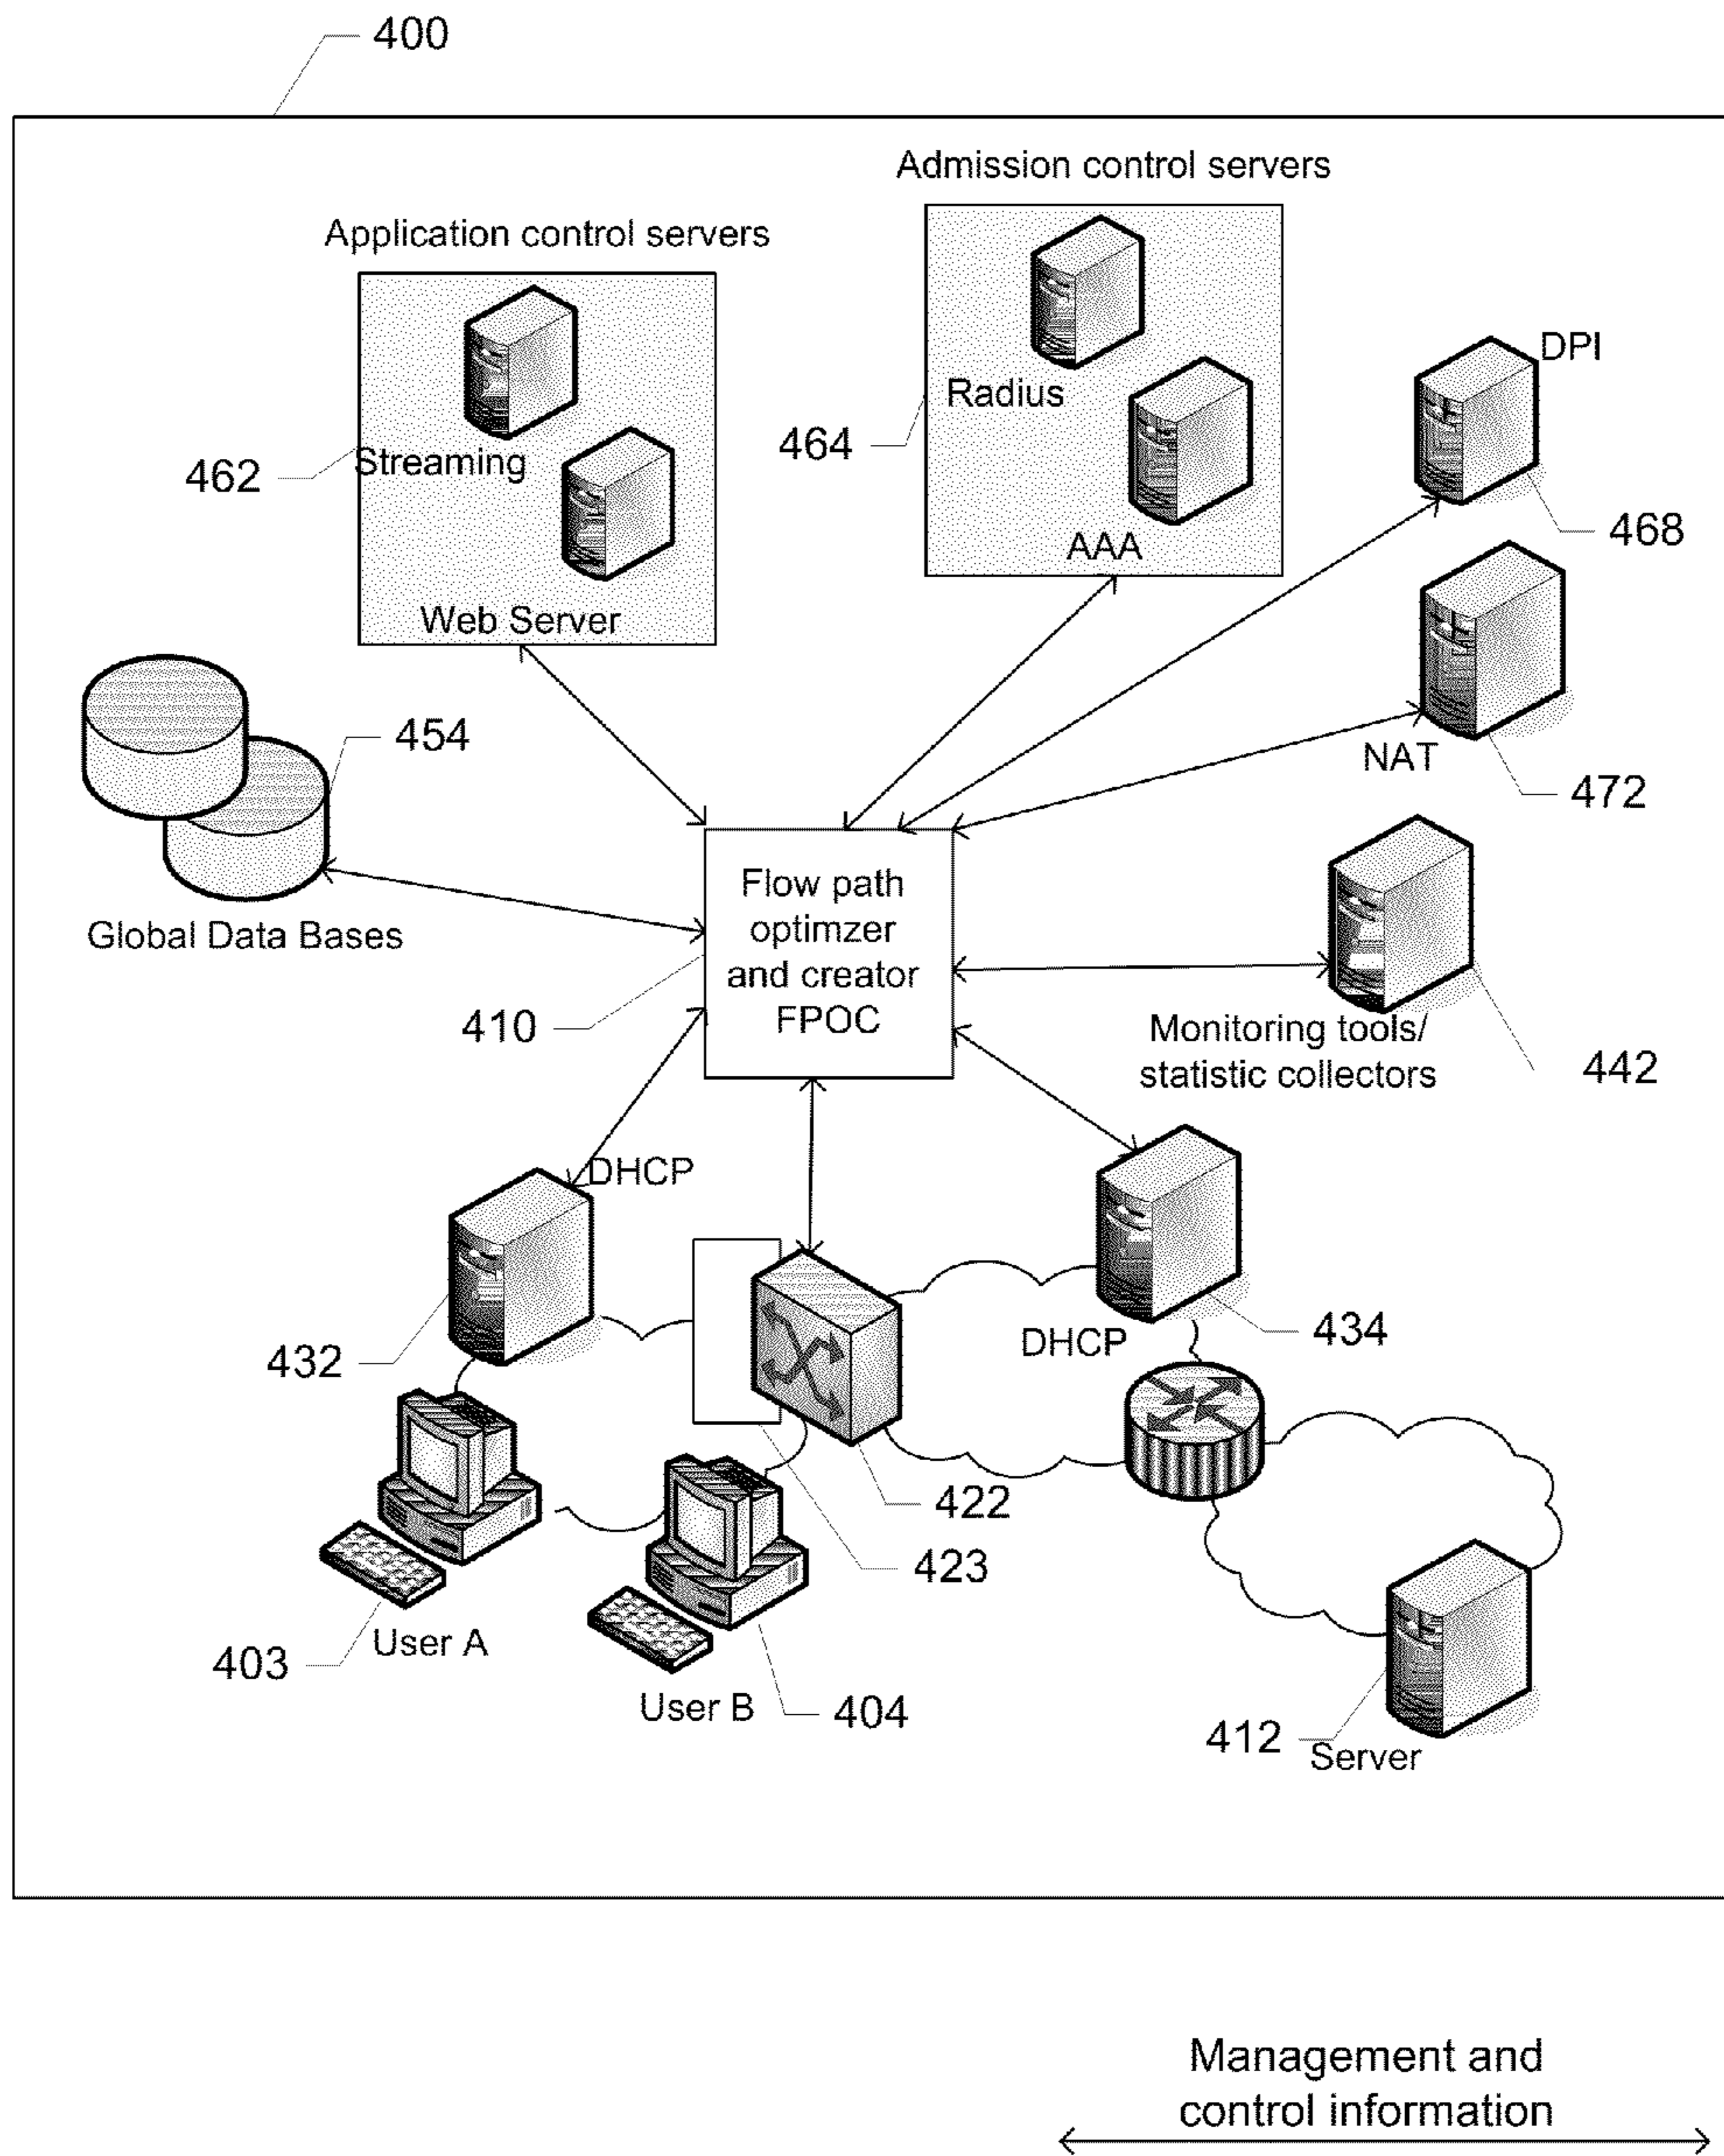 400
Admission control servers
Application control servers
DPI
Radius
464
Streaming
462
468
AAA
Web Server
454
NAT
472
Global Data Bases
Flow path
optimzer
and creator
FPOC
410
Monitoring tools/
statistic collectors
442
DHCP
432
DHCP
434
422
423
User A
403
User B
404
412
Server
Management and
control information